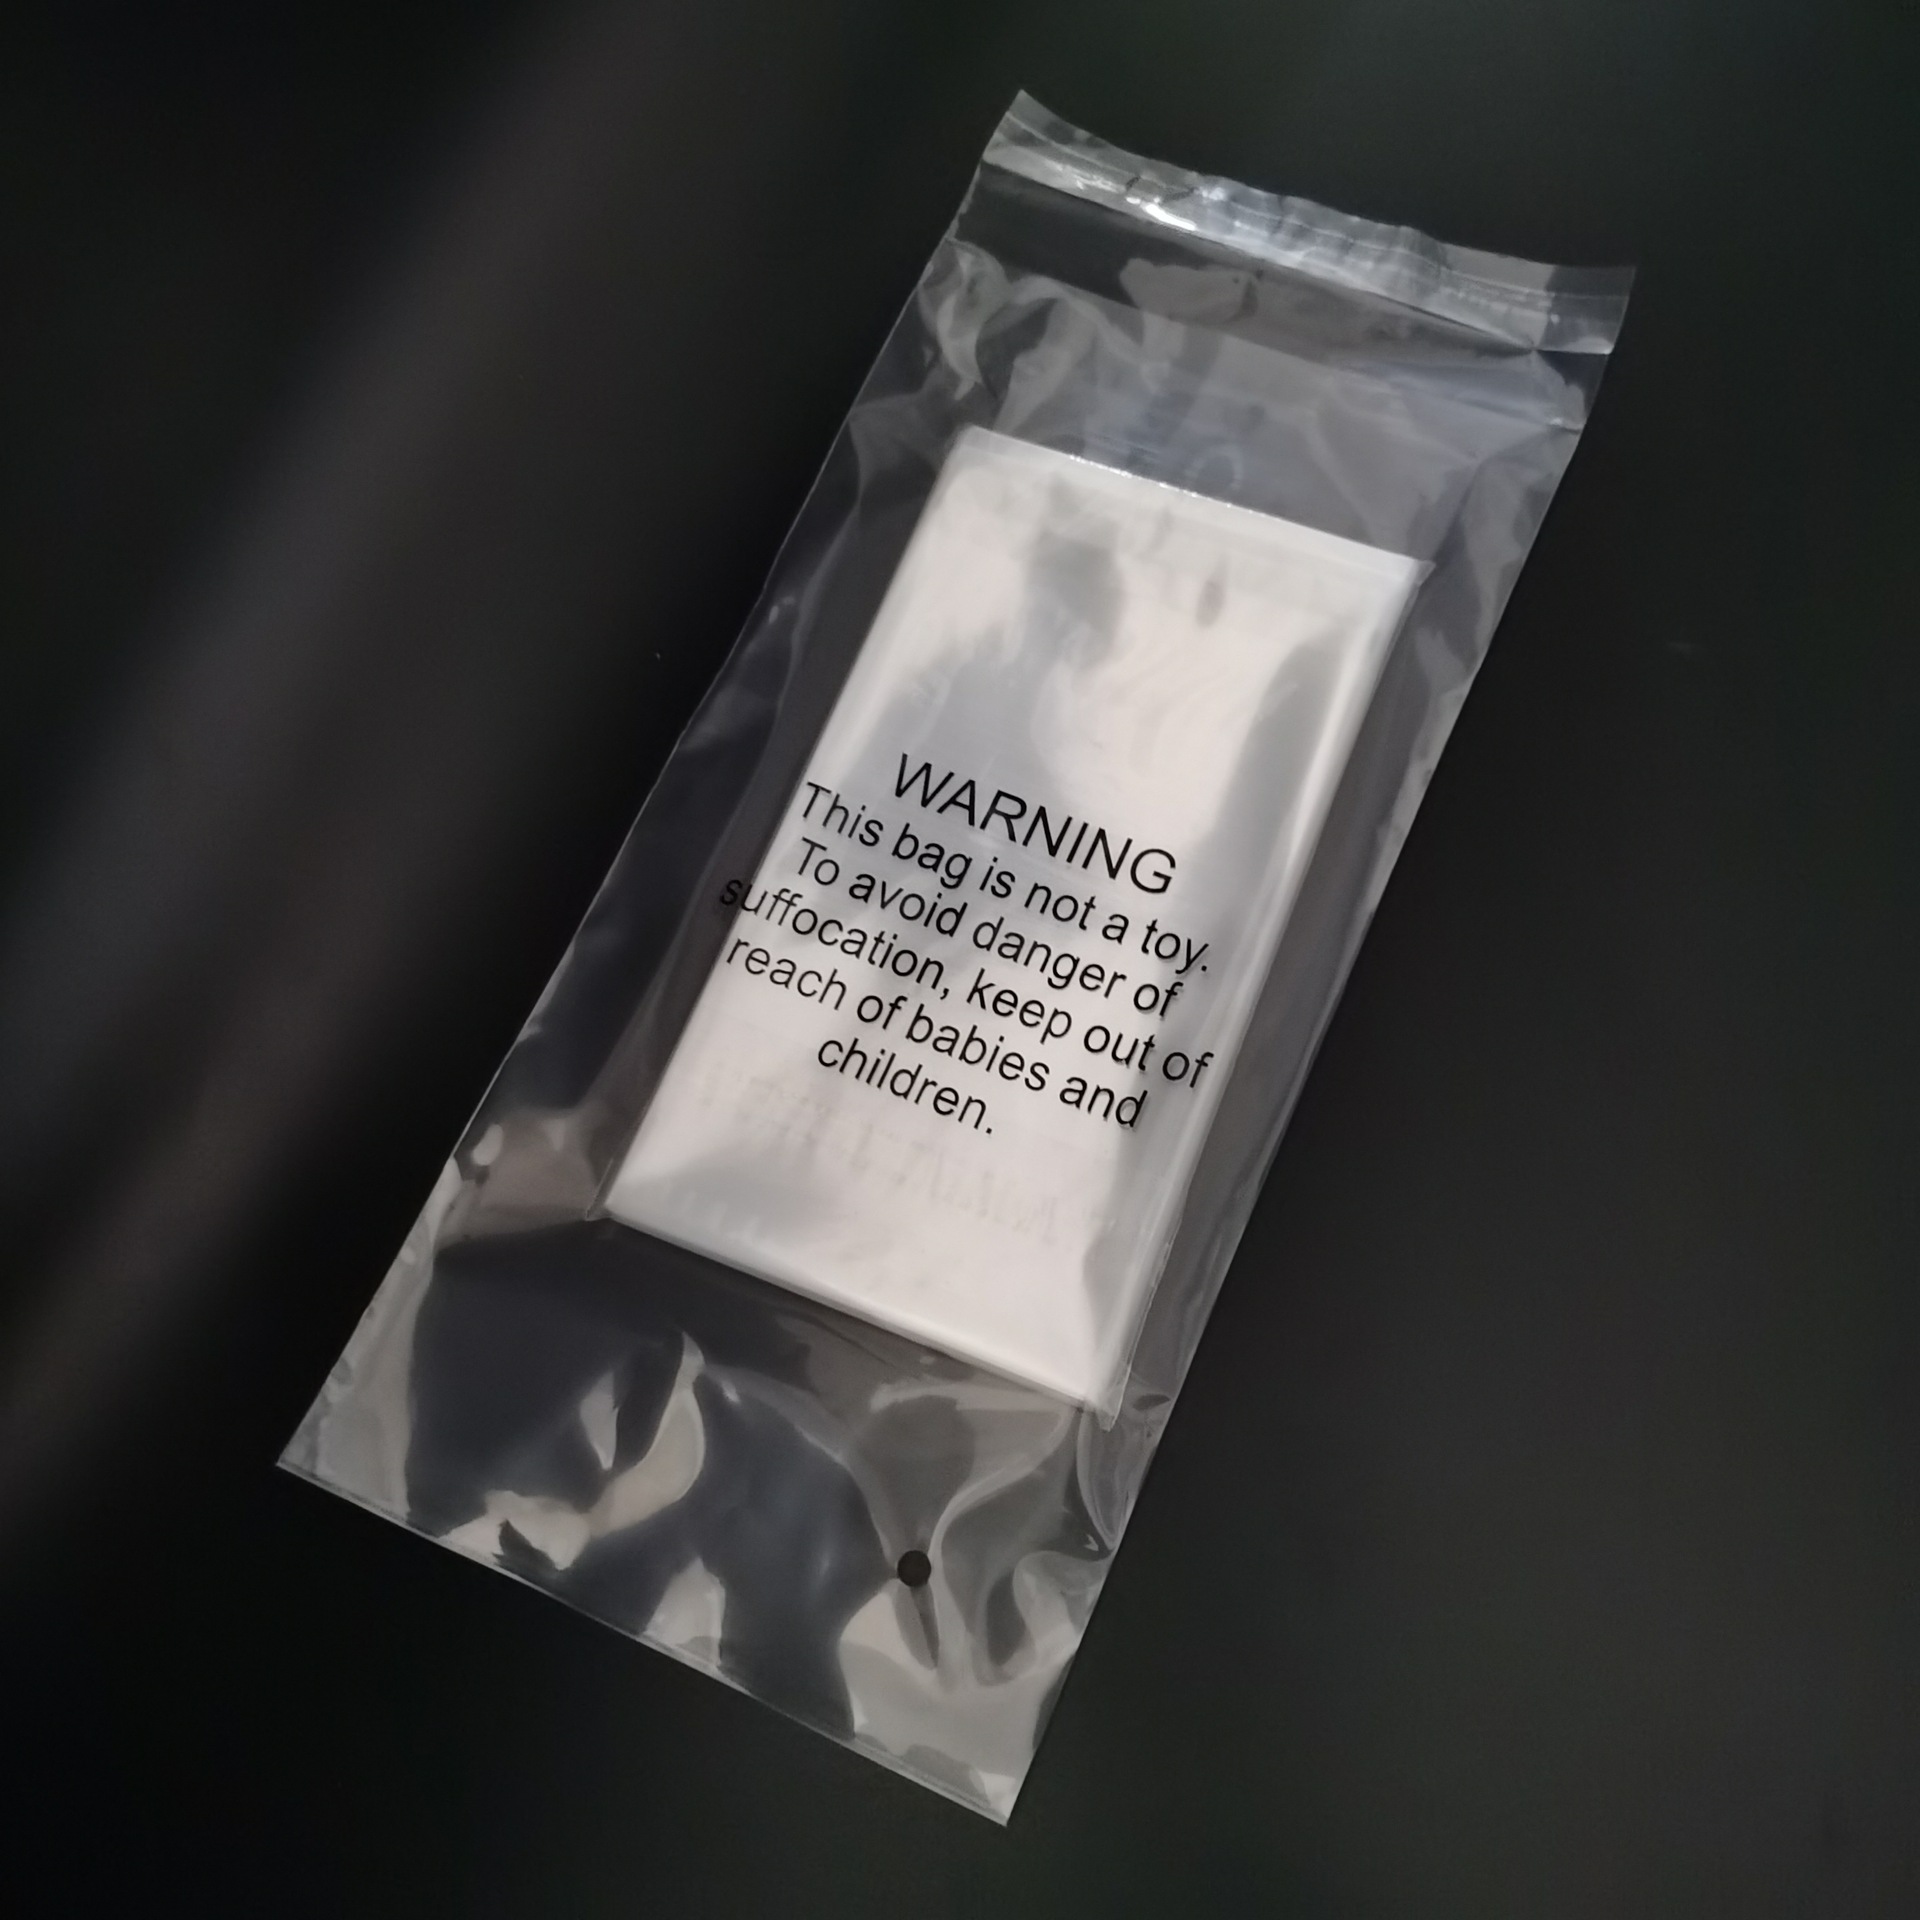 WARNING
This bag is not a toy.
To avoid danger of
suffocation, keep out of
reach of babies and
children.